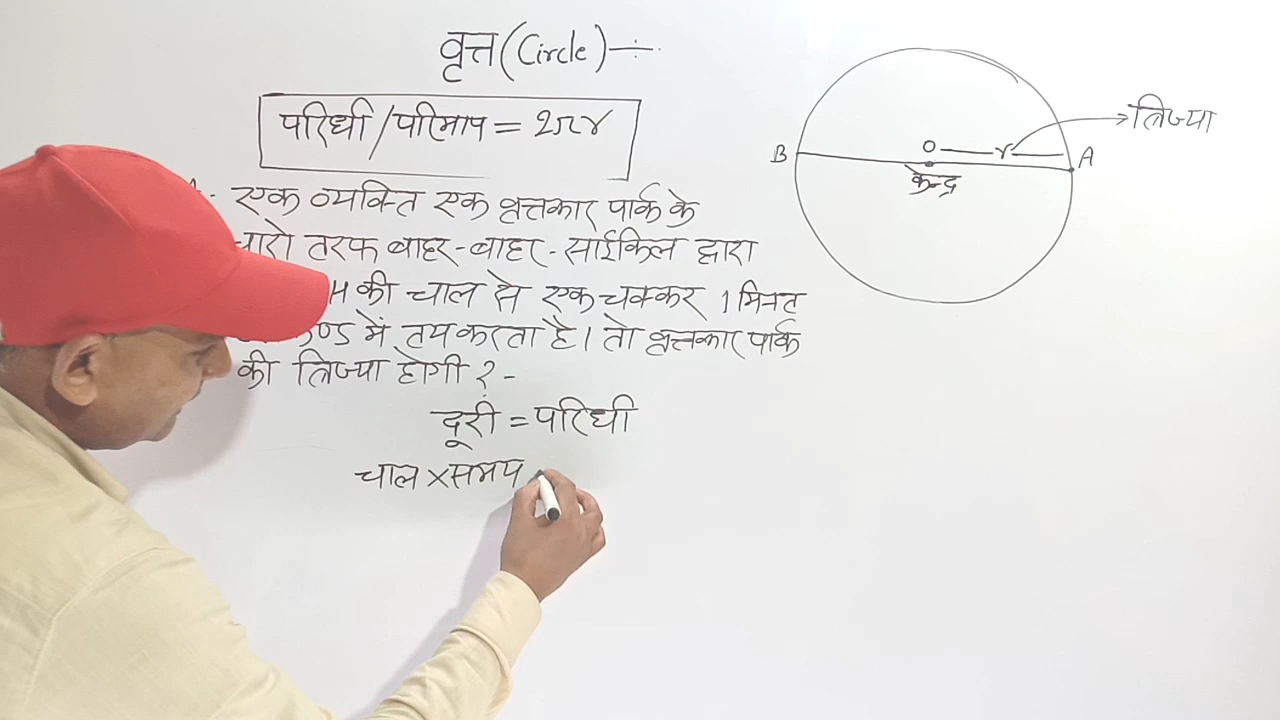 वृत्त (Circle) ÷
परिधी / परिमाप = 2πr
एक व्यक्ति एक वृत्तकार पार्क के
चारो तरफ बाहर-बाहर - साईकिल द्वारा
की चाल से एक चक्कर 1 मिनट
में तय करता है। तो वृत्तकार पार्क
की त्रिज्या होगी ? -
दूरी = परिधी
चाल × समय
B
O
r
A
त्रिज्या
केन्द्र